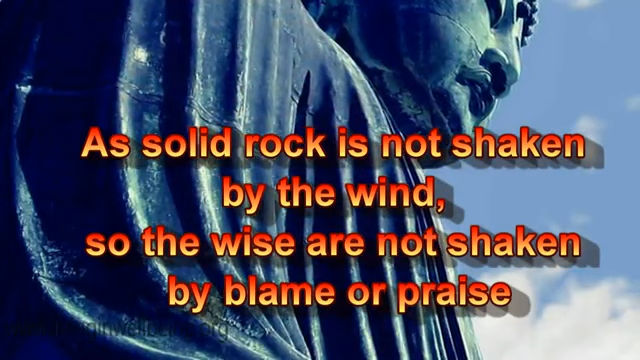 As solid rock is not shaken
by the wind,
so the wise are not shaken
by blame or praise